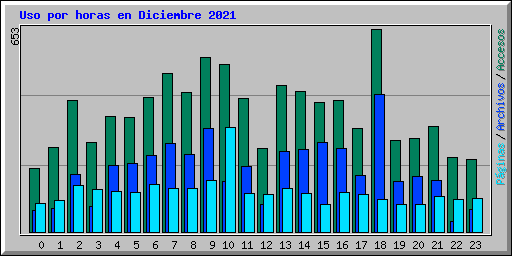 Uso por horas en Diciembre 2021
653
Páginas / Archivos / Accesos
0 1 2 3 4 5 6 7 8 9 10 11 12 13 14 15 16 17 18 19 20 21 22 23